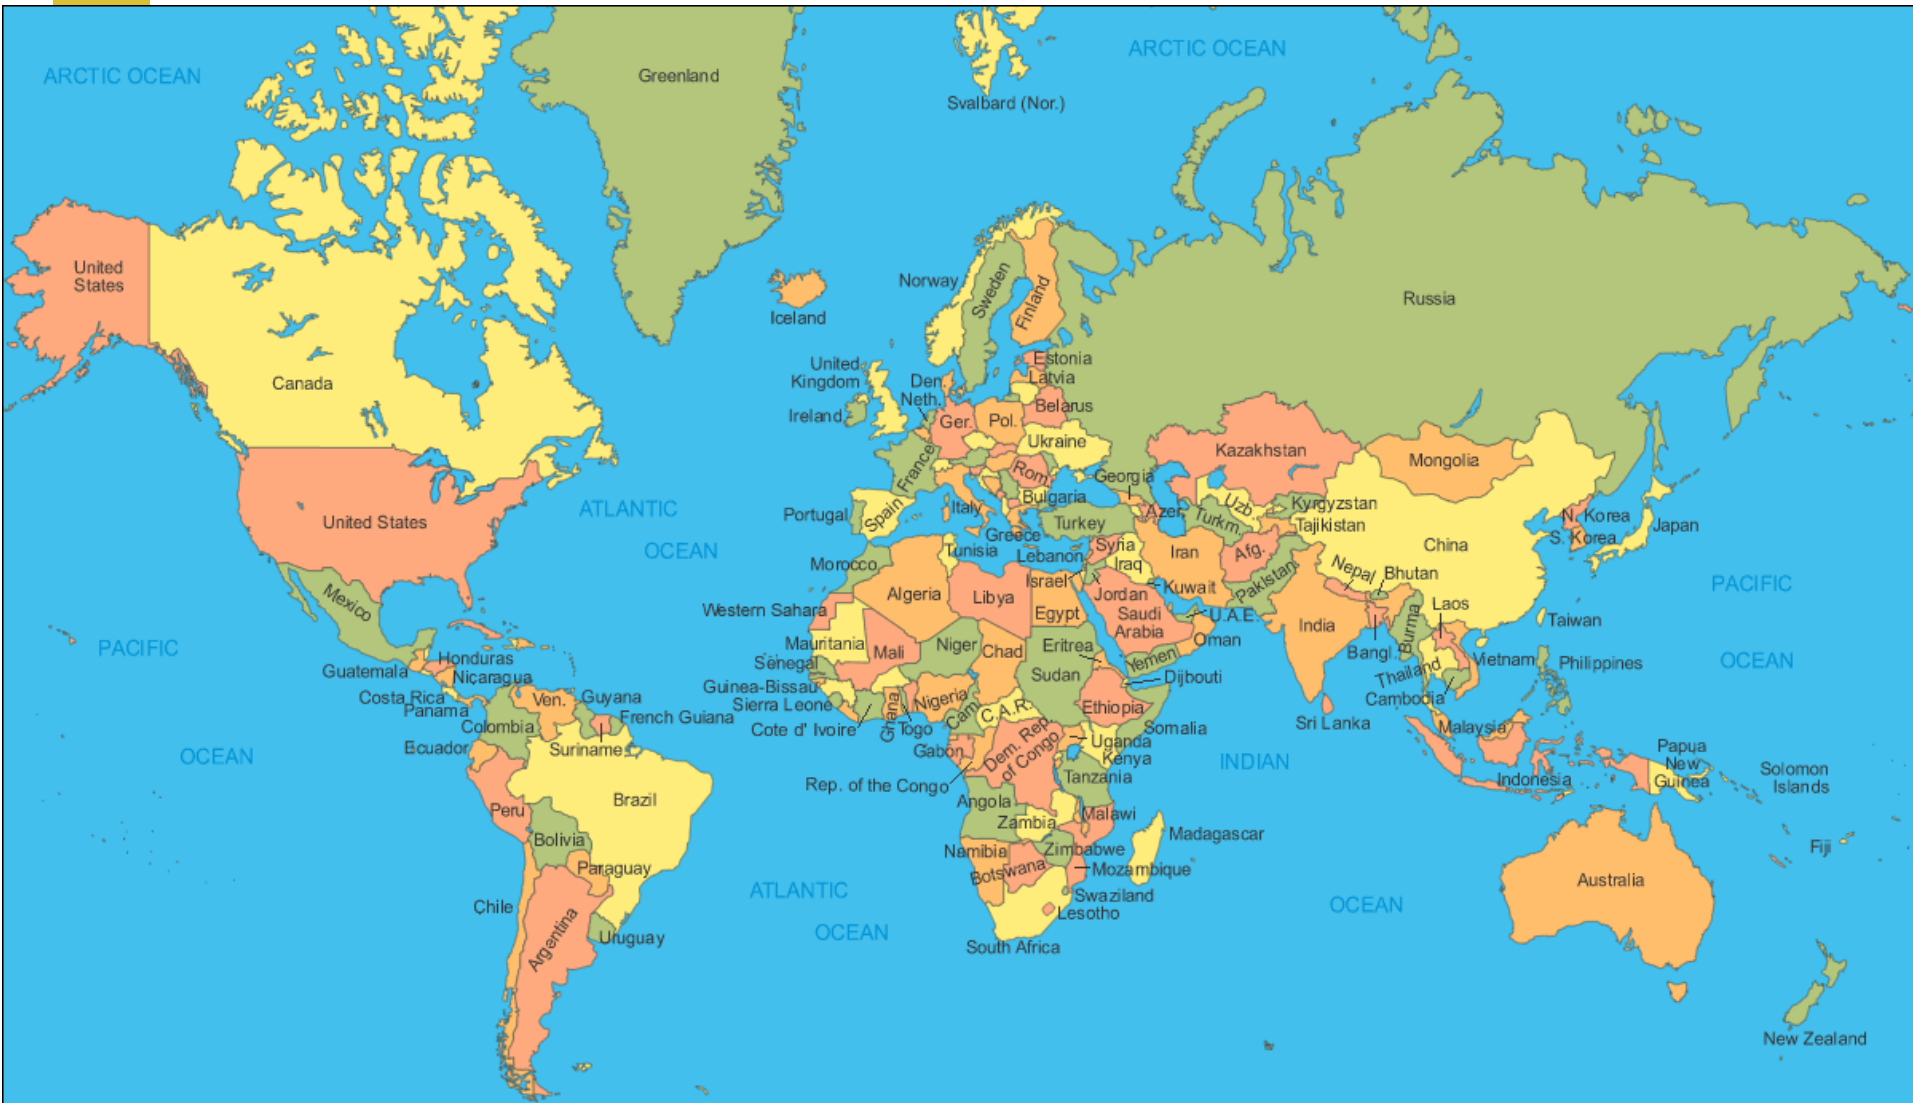 ARCTIC OCEAN
Greenland
Svalbard (Nor.)
ARCTIC OCEAN
United
States
Canada
Iceland
Norway
Sweden
Finland
Russia
United
Kingdom
Ireland
Den.
Neth.
Estonia
Latvia
Belarus
Ger.
Pol.
Ukraine
France
Rom.
Bulgaria
Italy
Spain
Portugal
Greece
Turkey
Georgia
Azer.
Kazakhstan
Uzb.
Turkm.
Kyrgyzstan
Tajikistan
Mongolia
China
N. Korea
S. Korea
Japan
United States
ATLANTIC
OCEAN
Mexico
PACIFIC
OCEAN
Guatemala
Honduras
Nicaragua
Costa Rica
Panama
Ven.
Guyana
French Guiana
Suriname
Colombia
Ecuador
Peru
Brazil
Bolivia
Paraguay
Chile
Argentina
Uruguay
Morocco
Tunisia
Algeria
Libya
Egypt
Western Sahara
Mauritania
Mali
Niger
Chad
Sudan
Eritrea
Senegal
Guinea-Bissau
Sierra Leone
Cote d' Ivoire
Ghana
Togo
Nigeria
Cam.
C.A.R.
Ethiopia
Djibouti
Somalia
Gabon
Rep. of the Congo
Dem. Rep.
of Congo
Uganda
Kenya
Tanzania
Angola
Zambia
Malawi
Namibia
Botswana
Zimbabwe
Mozambique
Madagascar
Swaziland
Lesotho
South Africa
ATLANTIC
OCEAN
Lebanon
Israel
Syria
Iraq
Jordan
Kuwait
Saudi
Arabia
U.A.E.
Oman
Yemen
Iran
Afg.
Pakistan
India
Nepal
Bhutan
Bangl.
Burma
Laos
Thailand
Vietnam
Cambodia
Sri Lanka
Taiwan
Philippines
Malaysia
Indonesia
Papua
New
Guinea
Solomon
Islands
PACIFIC
OCEAN
INDIAN
OCEAN
Australia
Fiji
New Zealand